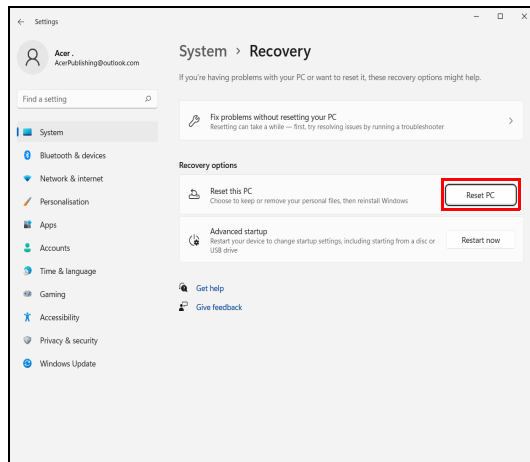 Settings
Acer .
AcerPublishing@outlook.com
Find a setting
System
Bluetooth & devices
Network & internet
Personalisation
Apps
Accounts
Time & language
Gaming
Accessibility
Privacy & security
Windows Update
System > Recovery
If you're having problems with your PC or want to reset it, these recovery options might help.
Fix problems without resetting your PC
Resetting can take a while — first, try resolving issues by running a troubleshooter
Recovery options
Reset this PC
Choose to keep or remove your personal files, then reinstall Windows
Reset PC
Advanced startup
Restart your device to change startup settings, including starting from a disc or
USB drive
Restart now
Get help
Give feedback